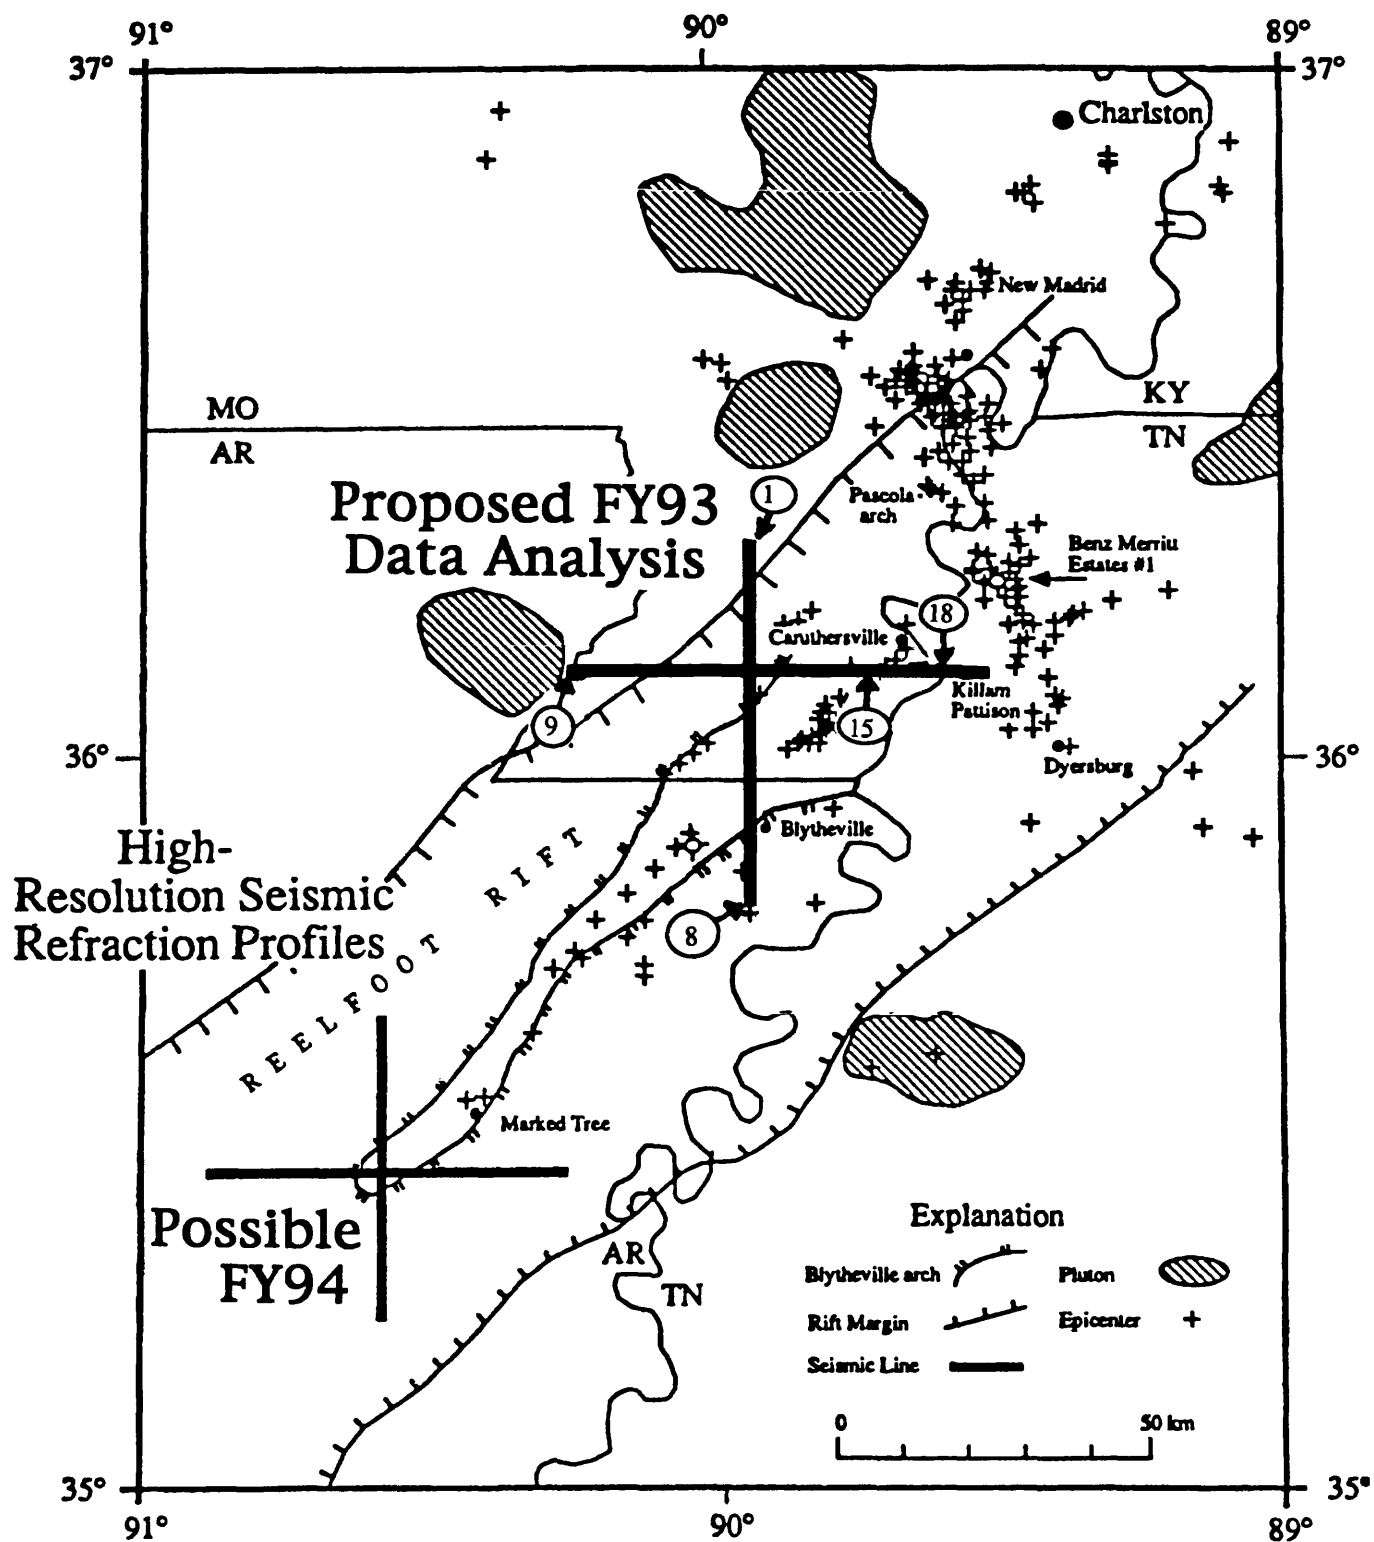 91°
90°
89°
37°
37°
Charlston
New Madrid
MO
AR
KY
TN
Proposed FY93
Data Analysis
1
Pascola
arch
Benz Merriu
Estates #1
18
Caruthersville
Killam
Pattison
9
15
36°
36°
Dyersburg
Blytheville
High-
Resolution Seismic
Refraction Profiles
REELFOOT RIFT
8
Marked Tree
Possible
FY94
AR
TN
Explanation
Blytheville arch
Pluton
Rift Margin
Epicenter
Seismic Line
0
50 km
35°
35°
91°
90°
89°